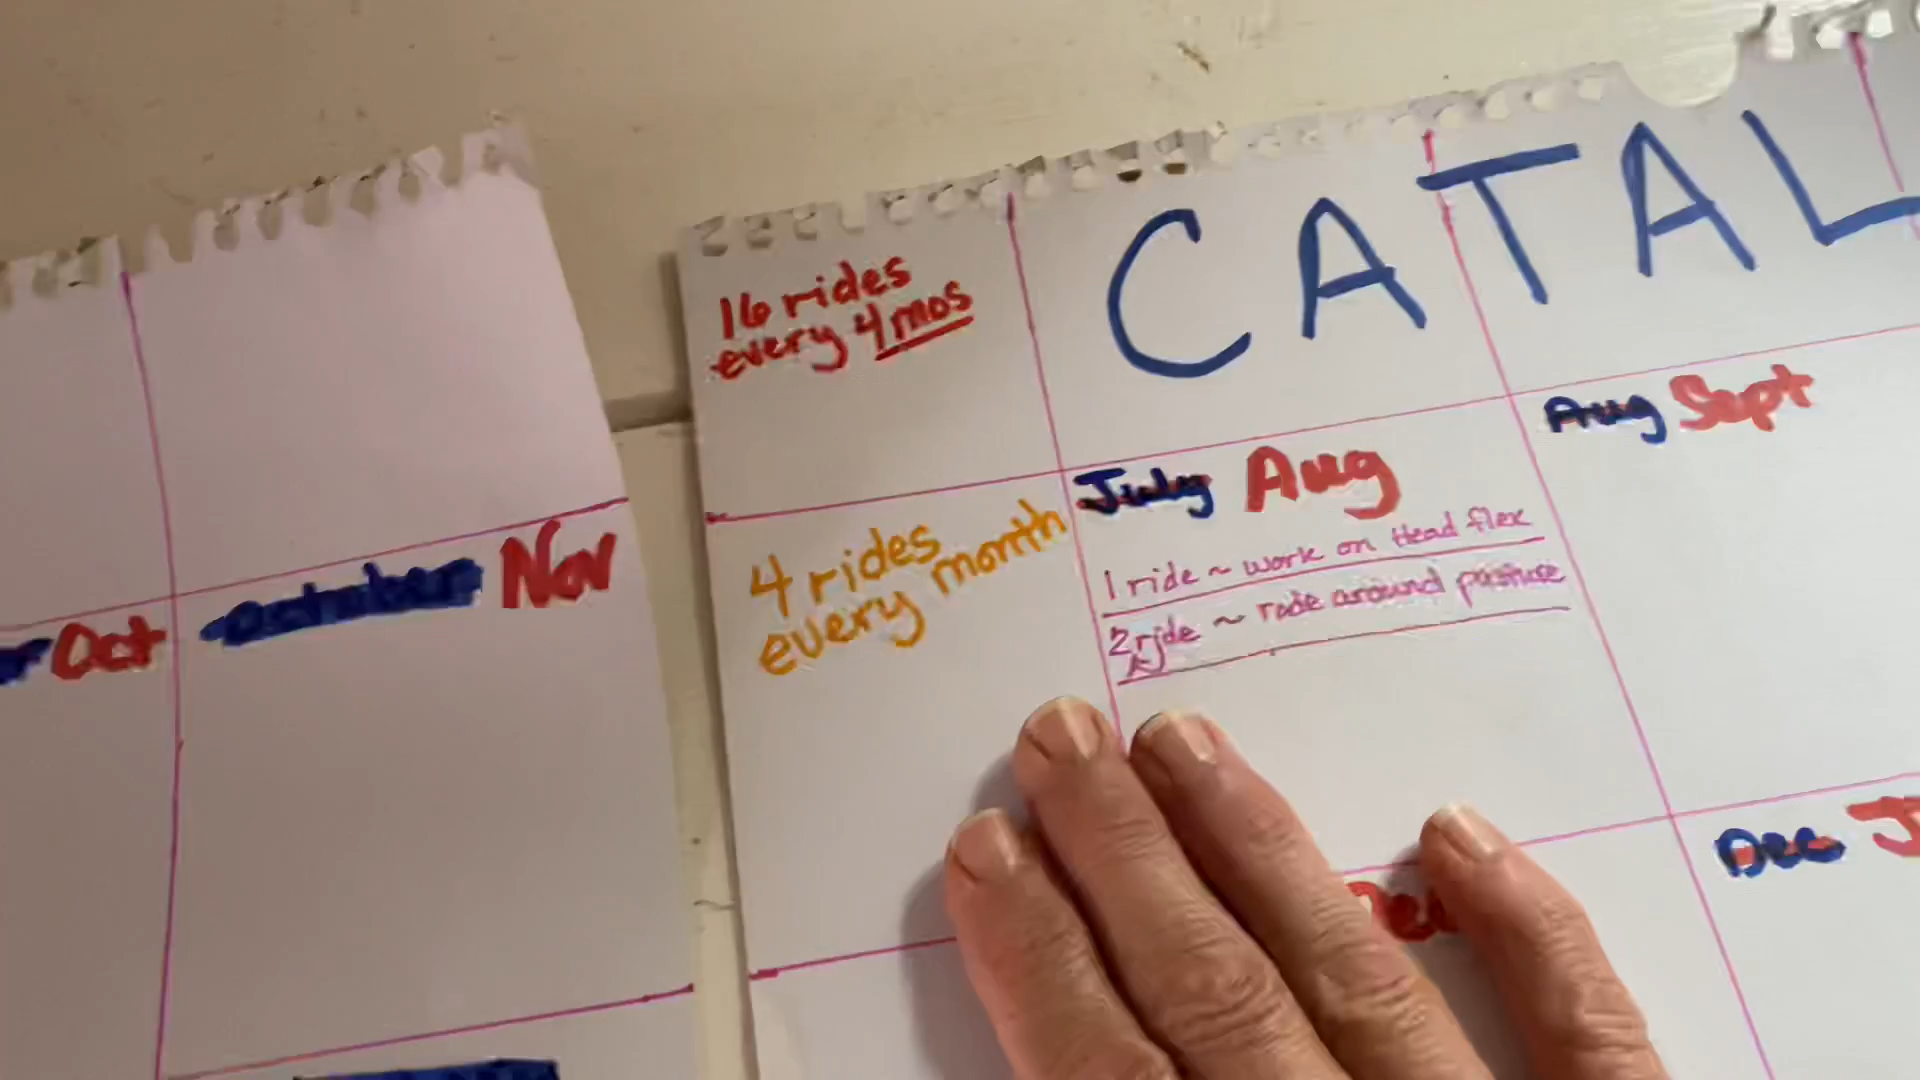 CATAL
16 rides
every 4 mos
July Aug
Aug Sept
4 rides
every month
1 ride ~ work on Head flex
2 ride ~ rode around pasture
Oct
October Nov
Dec
Dec J